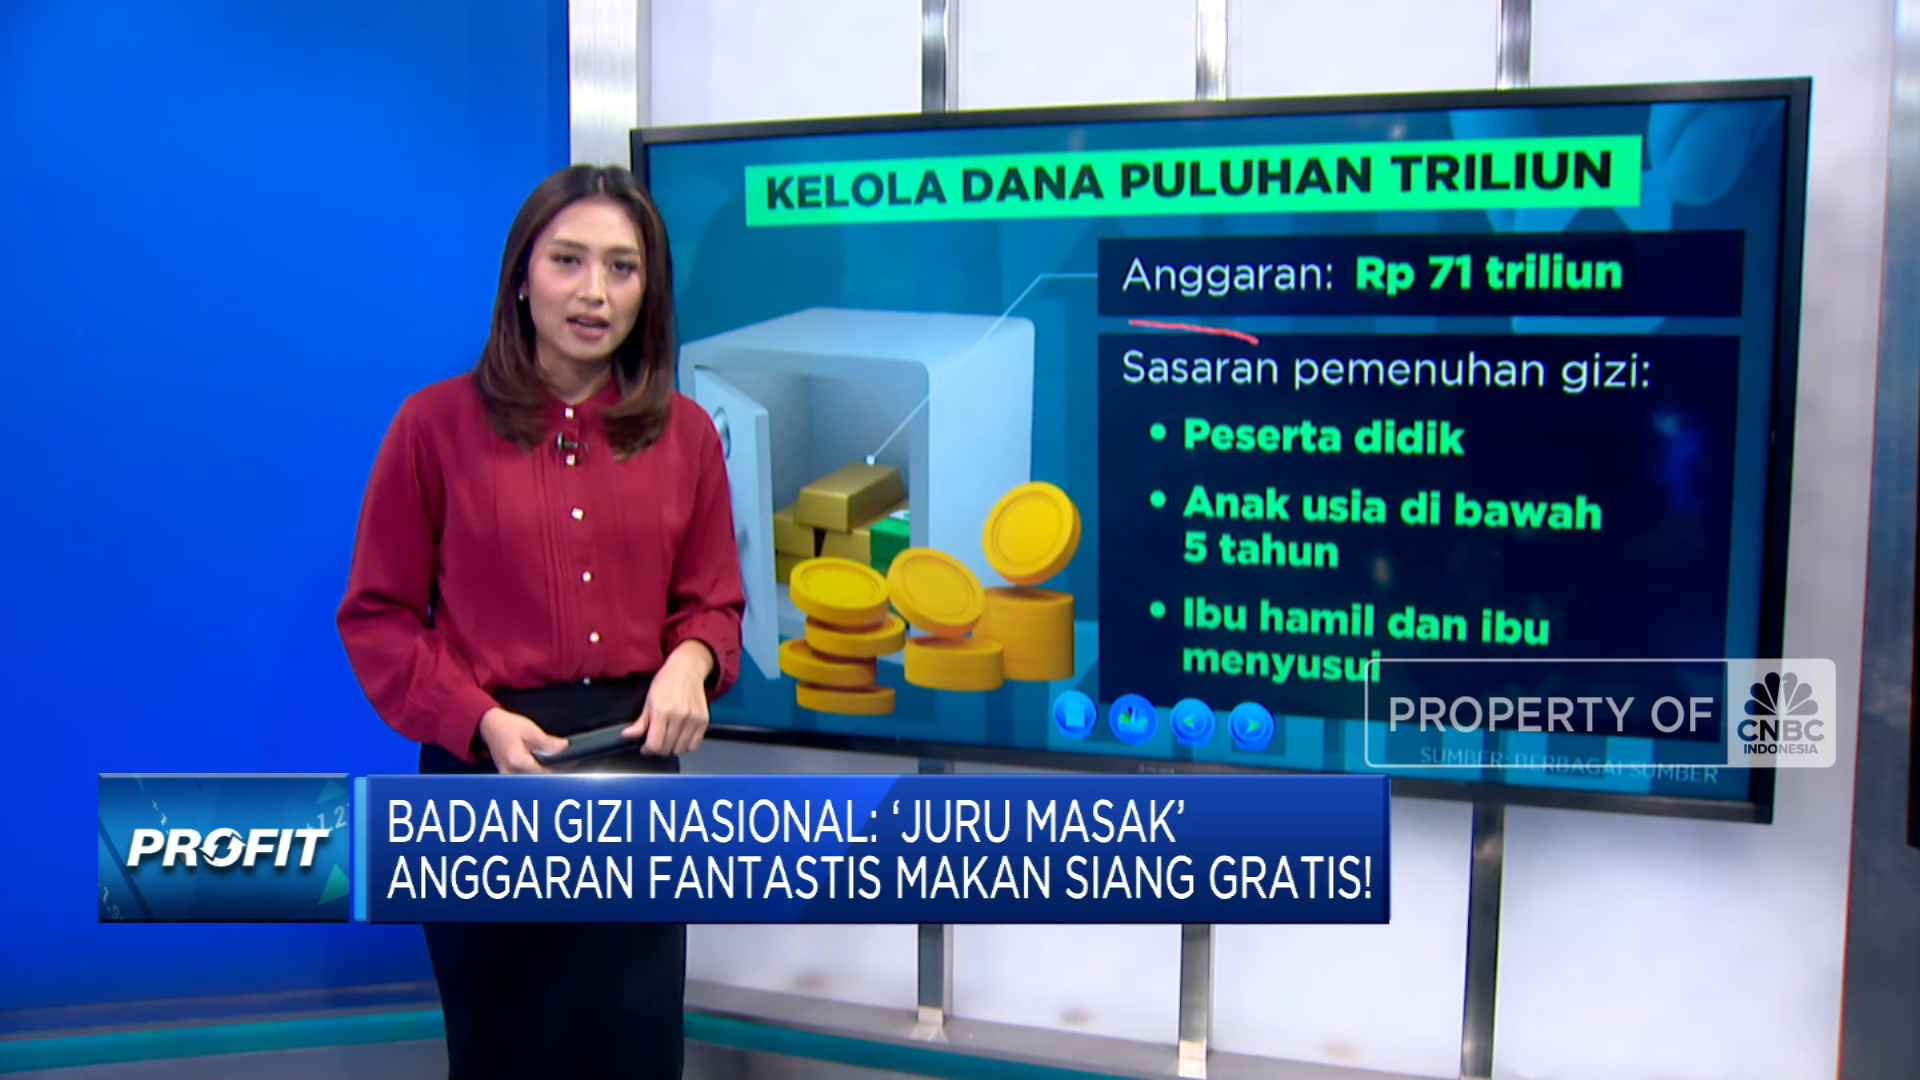 KELOLA DANA PULUHAN TRILIUN
Anggaran: Rp 71 triliun
Sasaran pemenuhan gizi:
• Peserta didik
• Anak usia di bawah
5 tahun
• Ibu hamil dan ibu
menyusui
PROPERTY OF
CNBC
INDONESIA
SUMBER: BERBAGAI SUMBER
PROFIT
BADAN GIZI NASIONAL: ‘JURU MASAK’
ANGGARAN FANTASTIS MAKAN SIANG GRATIS!